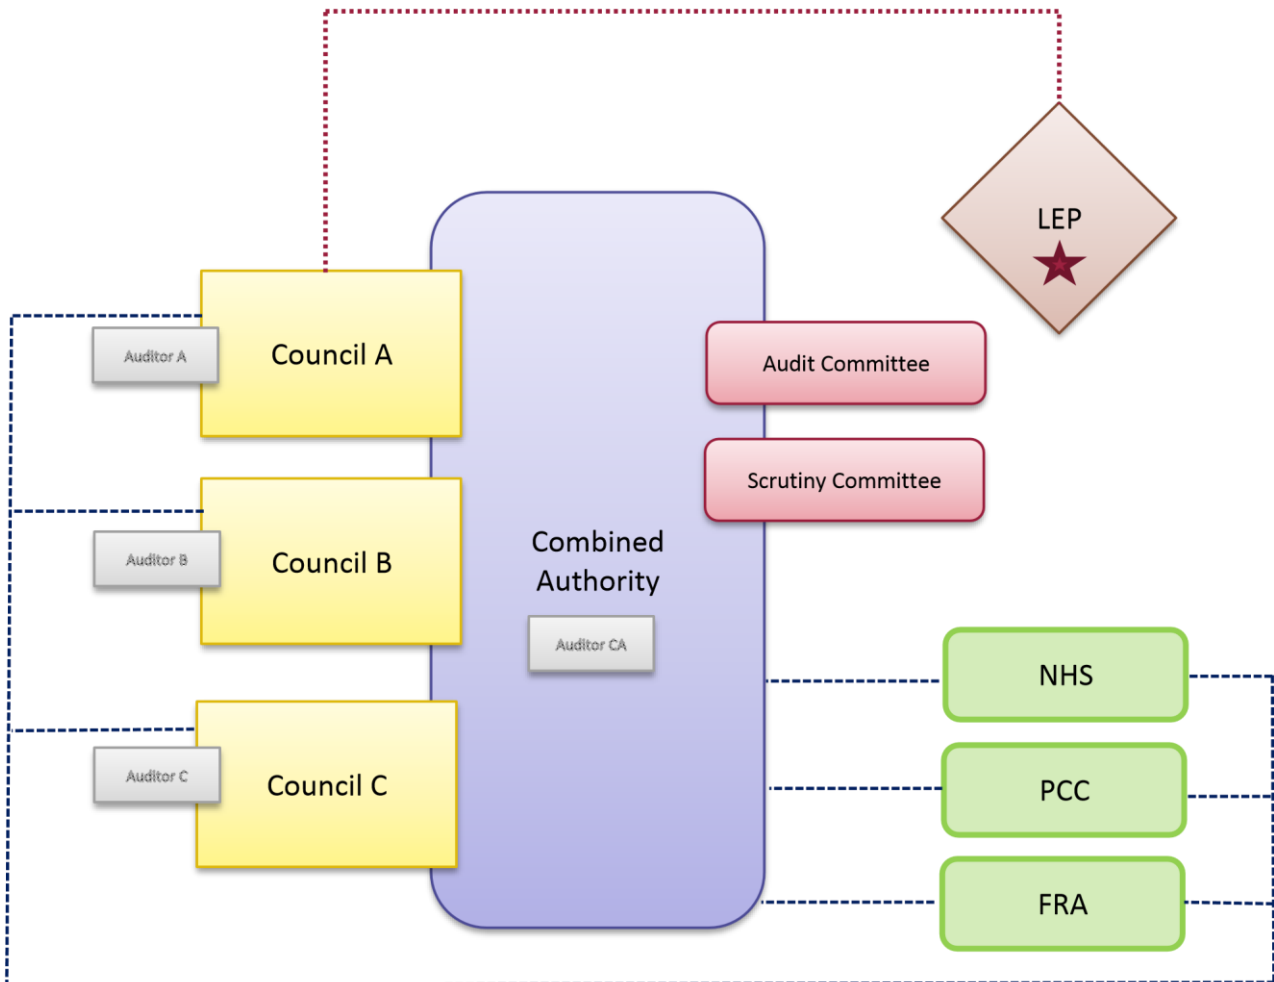 LEP
Auditor A
Council A
Audit Committee
Scrutiny Committee
Auditor B
Council B
Combined
Authority
Auditor CA
NHS
Auditor C
Council C
PCC
FRA